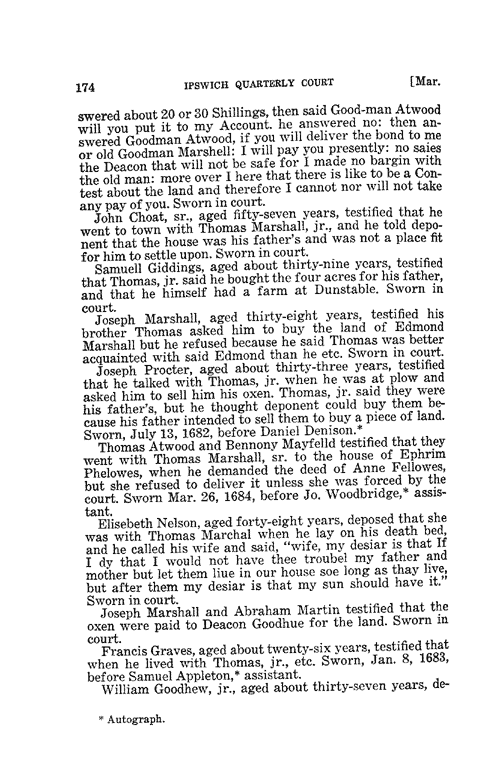 174 IPSWICH QUARTERLY COURT [Mar.
swered about 20 or 30 Shillings, then said Good-man Atwood
will you put it to my Account. he answered no: then an-
swered Goodman Atwood, if you will deliver the bond to me
or old Goodman Marshell: I will pay you presently: no saies
the Deacon that will not be safe for I made no bargin with
the old man: more over I here that there is like to be a Con-
test about the land and therefore I cannot nor will not take
any pay of you. Sworn in court.
John Choat, sr., aged fifty-seven years, testified that he
went to town with Thomas Marshall, jr., and he told depo-
nent that the house was his father's and was not a place fit
for him to settle upon. Sworn in court.
Samuell Giddings, aged about thirty-nine years, testified
that Thomas, jr. said he bought the four acres for his father,
and that he himself had a farm at Dunstable. Sworn in
court.
Joseph Marshall, aged thirty-eight years, testified his
brother Thomas asked him to buy the land of Edmond
Marshall but he refused because he said Thomas was better
acquainted with said Edmond than he etc. Sworn in court.
Joseph Procter, aged about thirty-three years, testified
that he talked with Thomas, jr. when he was at plow and
asked him to sell him his oxen. Thomas, jr. said they were
his father's, but he thought deponent could buy them be-
cause his father intended to sell them to buy a piece of land.
Sworn, July 13, 1682, before Daniel Denison.*
Thomas Atwood and Bennony Mayfelld testified that they
went with Thomas Marshall, sr. to the house of Ephrim
Phelowes, when he demanded the deed of Anne Fellowes,
but she refused to deliver it unless she was forced by the
court. Sworn Mar. 26, 1684, before Jo. Woodbridge,* assis-
tant.
Elisebeth Nelson, aged forty-eight years, deposed that she
was with Thomas Marchal when he lay on his death bed,
and he called his wife and said, "wife, my desiar is that If
I dy that I would not have thee troubel my father and
mother but let them liue in our house soe long as thay live,
but after them my desiar is that my sun should have it."
Sworn in court.
Joseph Marshall and Abraham Martin testified that the
oxen were paid to Deacon Goodhue for the land. Sworn in
court.
Francis Graves, aged about twenty-six years, testified that
when he lived with Thomas, jr., etc. Sworn, Jan. 8, 1683,
before Samuel Appleton,* assistant.
William Goodhew, jr., aged about thirty-seven years, de-
* Autograph.